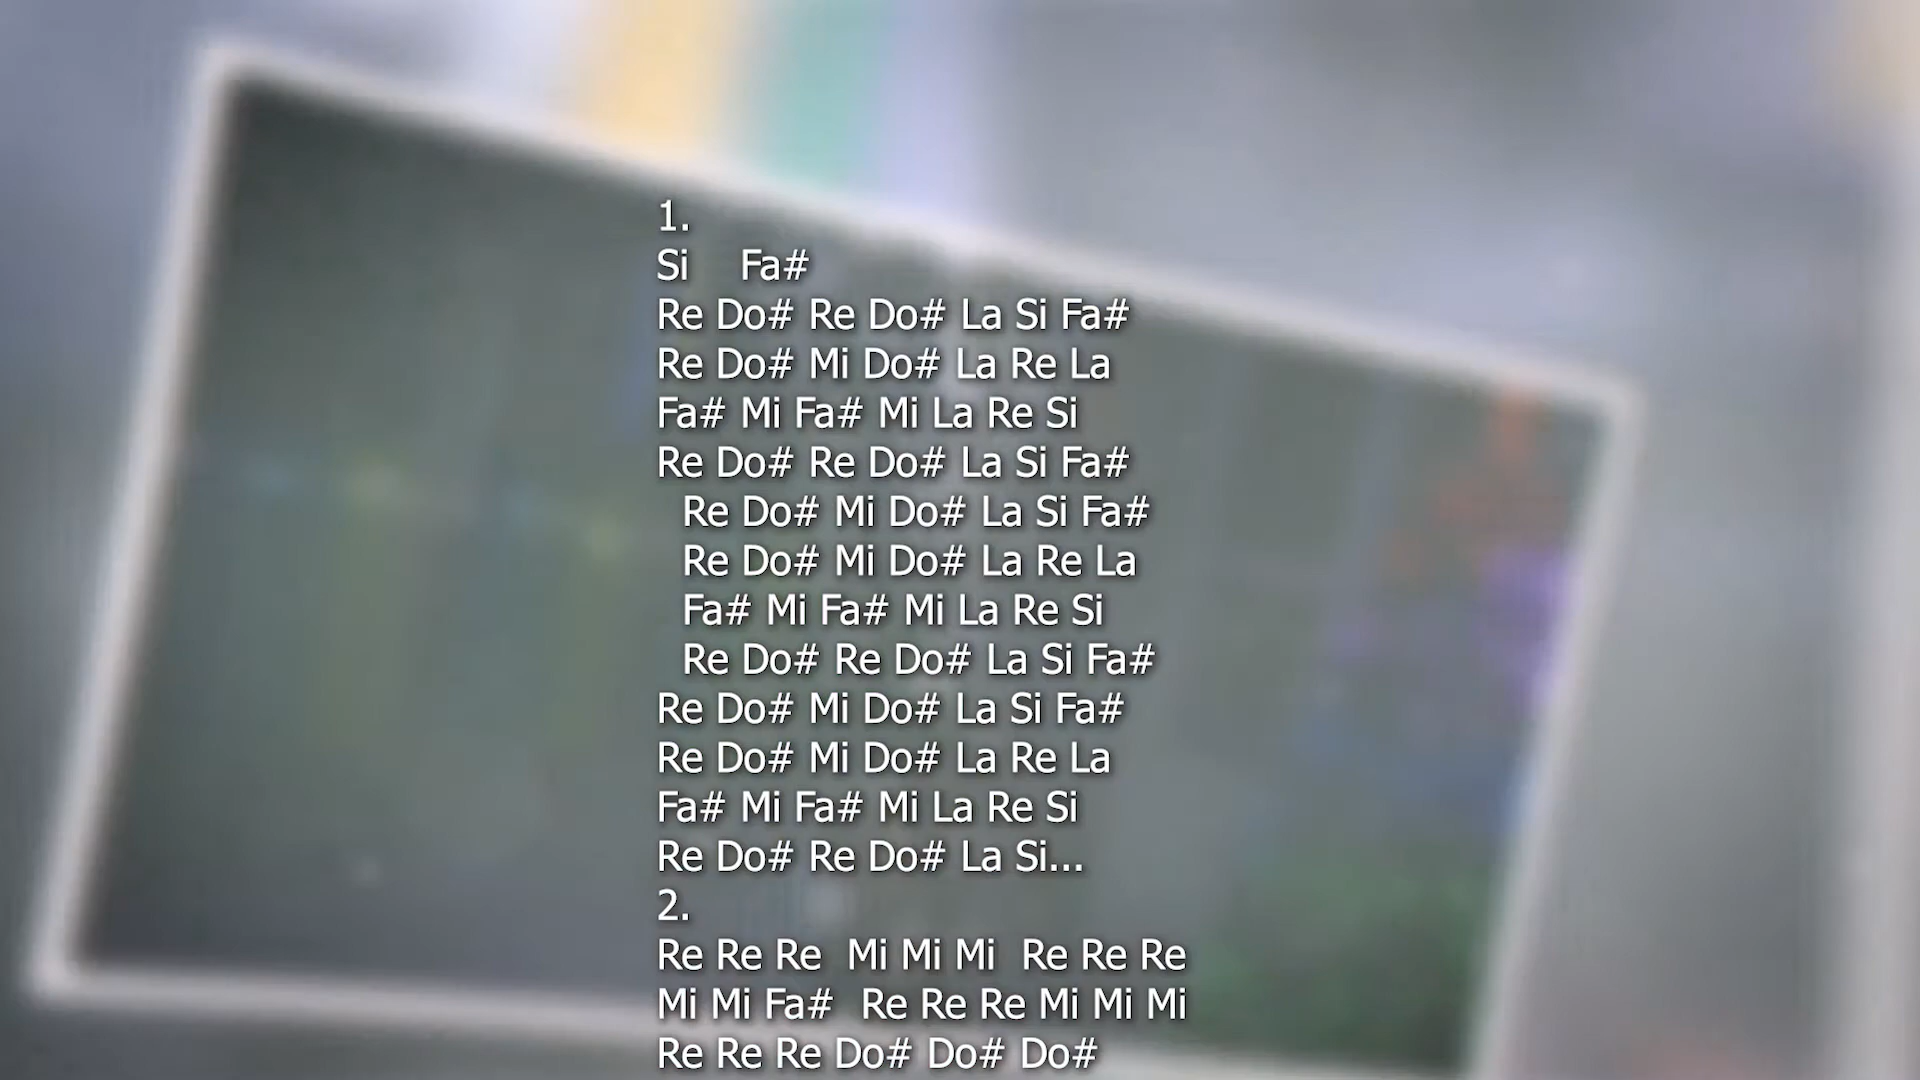 1.
Si    Fa#
Re Do# Re Do# La Si Fa#
Re Do# Mi Do# La Re La
Fa# Mi Fa# Mi La Re Si
Re Do# Re Do# La Si Fa#
Re Do# Mi Do# La Si Fa#
Re Do# Mi Do# La Re La
Fa# Mi Fa# Mi La Re Si
Re Do# Re Do# La Si Fa#
Re Do# Mi Do# La Si Fa#
Re Do# Mi Do# La Re La
Fa# Mi Fa# Mi La Re Si
Re Do# Re Do# La Si...
2.
Re Re Re  Mi Mi Mi  Re Re Re
Mi Mi Fa#  Re Re Re Mi Mi Mi
Re Re Re Do# Do# Do#